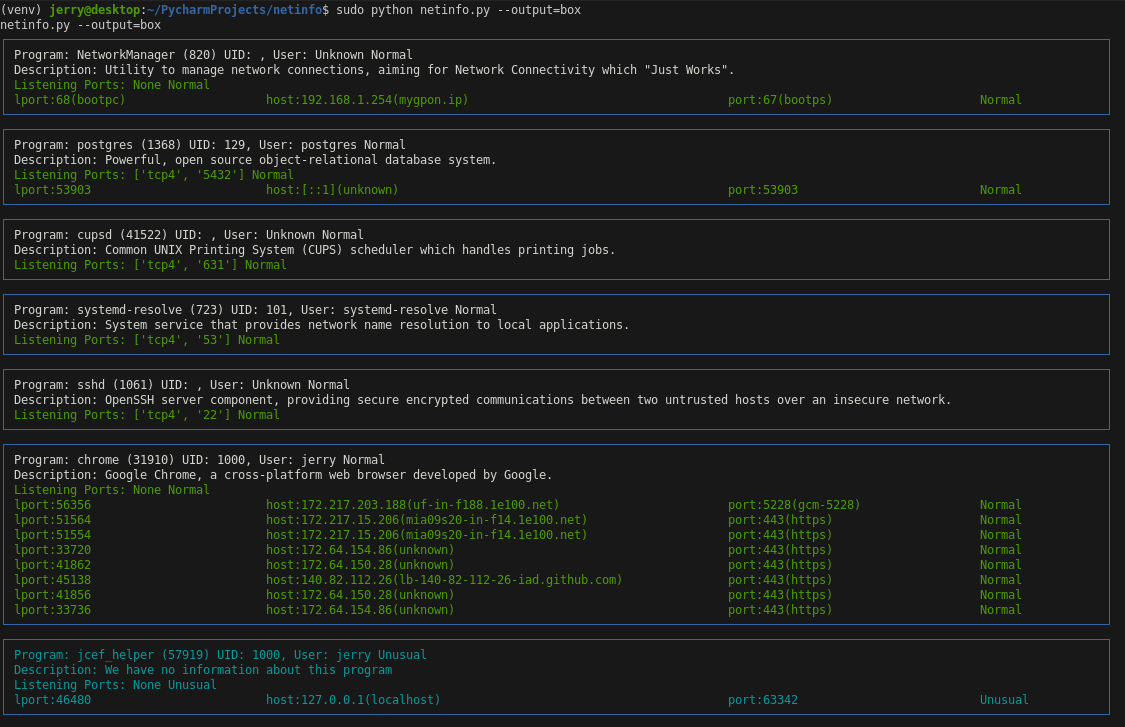 (venv) jerry@desktop:~/PycharmProjects/netinfo$ sudo python netinfo.py --output=box
netinfo.py --output=box
Program: NetworkManager (820) UID: , User: Unknown Normal
Description: Utility to manage network connections, aiming for Network Connectivity which "Just Works".
Listening Ports: None Normal
lport:68(bootpc) host:192.168.1.254(mygpon.ip) port:67(bootps) Normal
Program: postgres (1368) UID: 129, User: postgres Normal
Description: Powerful, open source object-relational database system.
Listening Ports: ['tcp4', '5432'] Normal
lport:53903 host:[::1](unknown) port:53903 Normal
Program: cupsd (41522) UID: , User: Unknown Normal
Description: Common UNIX Printing System (CUPS) scheduler which handles printing jobs.
Listening Ports: ['tcp4', '631'] Normal
Program: systemd-resolve (723) UID: 101, User: systemd-resolve Normal
Description: System service that provides network name resolution to local applications.
Listening Ports: ['tcp4', '53'] Normal
Program: sshd (1061) UID: , User: Unknown Normal
Description: OpenSSH server component, providing secure encrypted communications between two untrusted hosts over an insecure network.
Listening Ports: ['tcp4', '22'] Normal
Program: chrome (31910) UID: 1000, User: jerry Normal
Description: Google Chrome, a cross-platform web browser developed by Google.
Listening Ports: None Normal
lport:56356 host:172.217.203.188(uf-in-f188.1e100.net) port:5228(gcm-5228) Normal
lport:51564 host:172.217.15.206(mia09s20-in-f14.1e100.net) port:443(https) Normal
lport:51554 host:172.217.15.206(mia09s20-in-f14.1e100.net) port:443(https) Normal
lport:33720 host:172.64.154.86(unknown) port:443(https) Normal
lport:41862 host:172.64.150.28(unknown) port:443(https) Normal
lport:45138 host:140.82.112.26(lb-140-82-112-26-iad.github.com) port:443(https) Normal
lport:41856 host:172.64.150.28(unknown) port:443(https) Normal
lport:33736 host:172.64.154.86(unknown) port:443(https) Normal
Program: jcef_helper (57919) UID: 1000, User: jerry Unusual
Description: We have no information about this program
Listening Ports: None Unusual
lport:46480 host:127.0.0.1(localhost) port:63342 Unusual